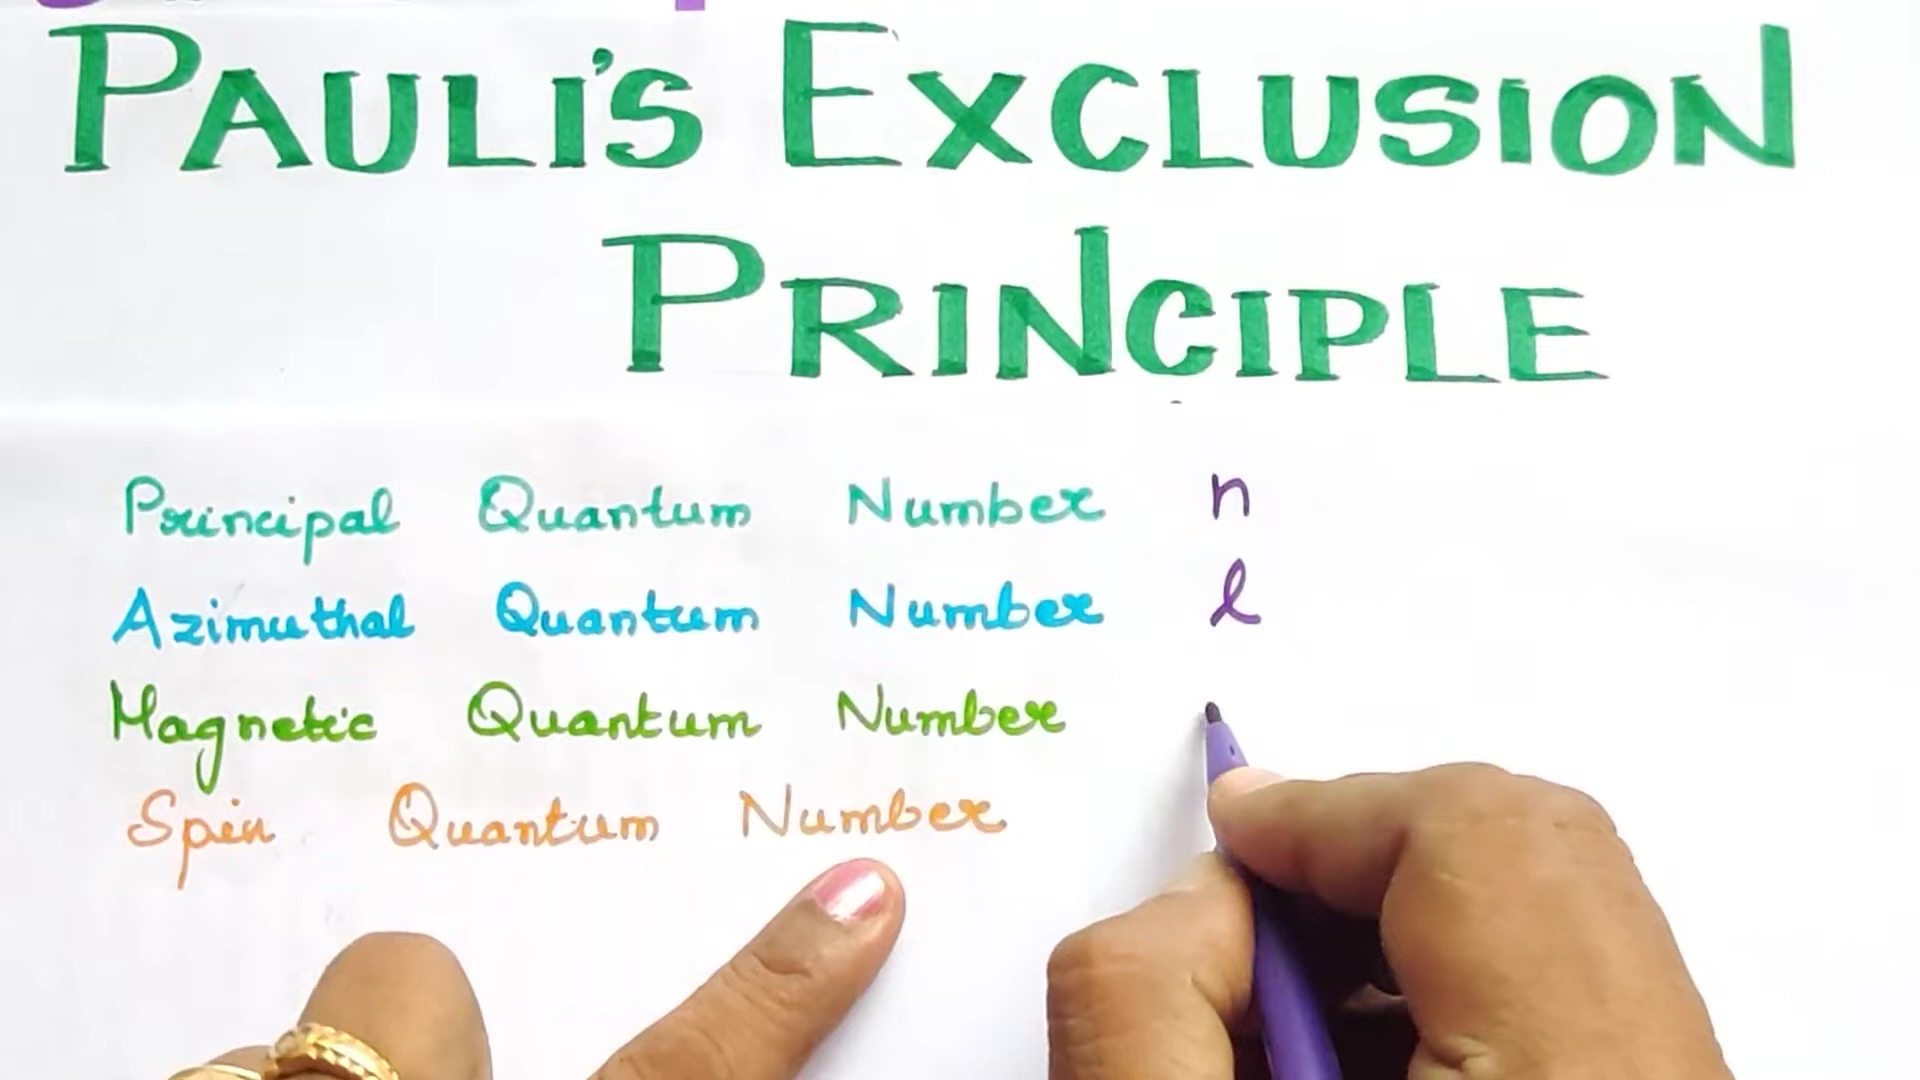 PAULI'S EXCLUSION
PRINCIPLE
Principal Quantum Number n
Azimuthal Quantum Number l
Magnetic Quantum Number
Spin Quantum Number